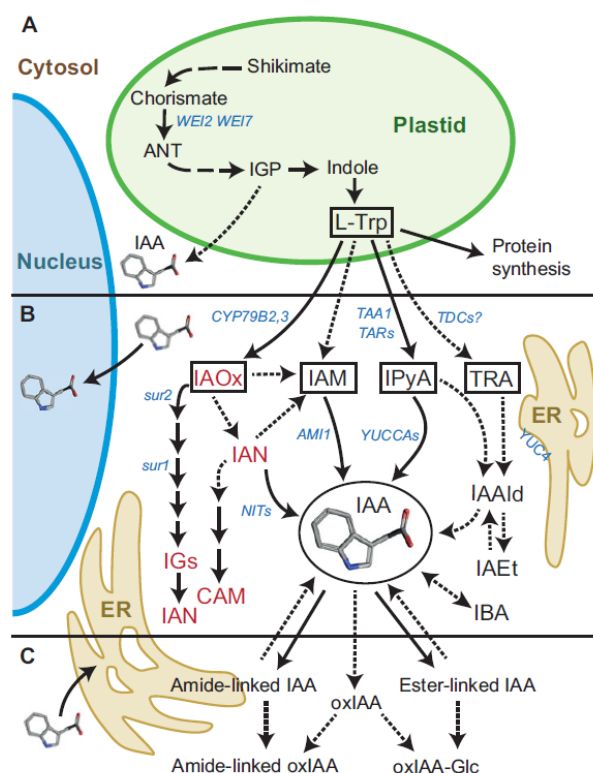 A
Cytosol
Shikimate
Chorismate
WEI2 WEI7
Plastid
ANT
IGP
Indole
L-Trp
IAA
Nucleus
Protein
synthesis
B
CYP79B2,3
TAA1
TARs
TDCs?
IAOx
IAM
IPyA
TRA
sur2
ER
IAN
AMI1
YUCCAs
YUC4
sur1
IAAld
NITs
IAA
IGs
IAEt
CAM
IAN
ER
IBA
C
Amide-linked IAA
Ester-linked IAA
oxIAA
Amide-linked oxIAA
oxIAA-Glc